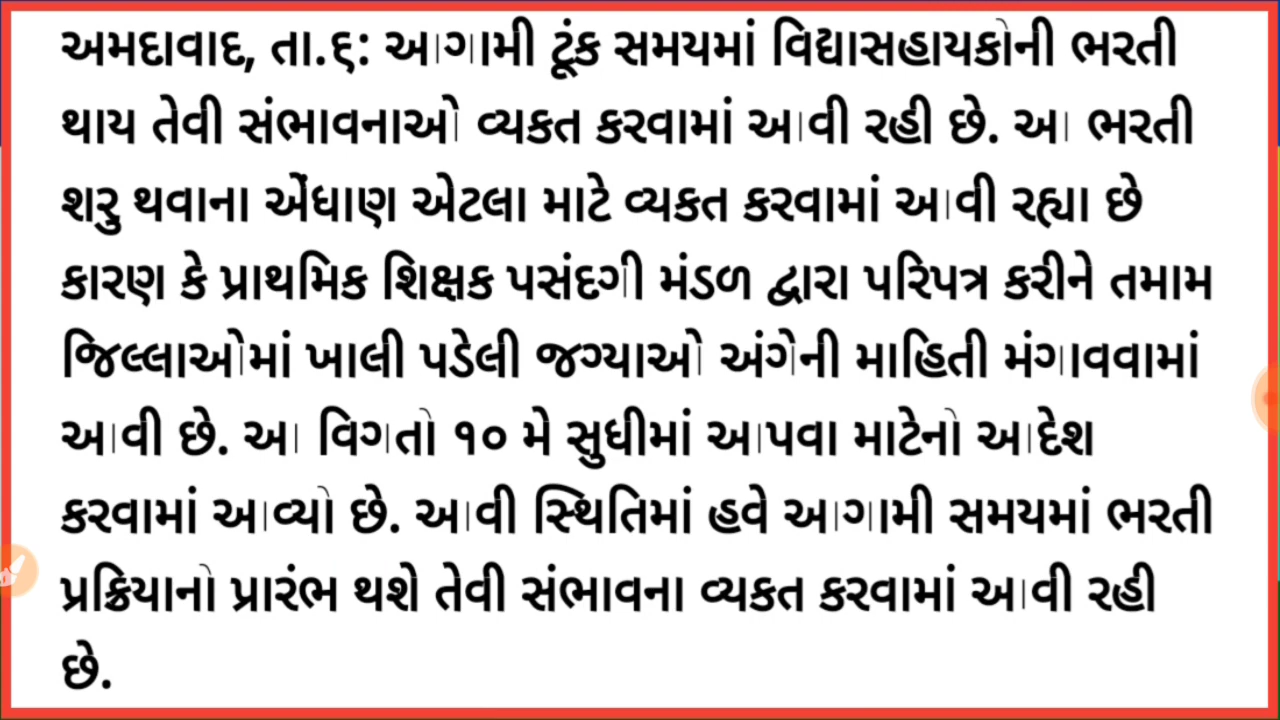 અમદાવાદ, તા.૬: આગામી ટૂંક સમયમાં વિદ્યાસહાયકોની ભરતી
થાય તેવી સંભાવનાઓ વ્યકત કરવામાં આવી રહી છે. આ ભરતી
શરુ થવાના એંધાણ એટલા માટે વ્યકત કરવામાં આવી રહ્યા છે
કારણ કે પ્રાથમિક શિક્ષક પસંદગી મંડળ દ્વારા પરિપત્ર કરીને તમામ
જિલ્લાઓમાં ખાલી પડેલી જગ્યાઓ અંગેની માહિતી મંગાવવામાં
આવી છે. આ વિગતો ૧૦ મે સુધીમાં આપવા માટેનો આદેશ
કરવામાં આવ્યો છે. આવી સ્થિતિમાં હવે આગામી સમયમાં ભરતી
પ્રક્રિયાનો પ્રારંભ થશે તેવી સંભાવના વ્યકત કરવામાં આવી રહી
છે.